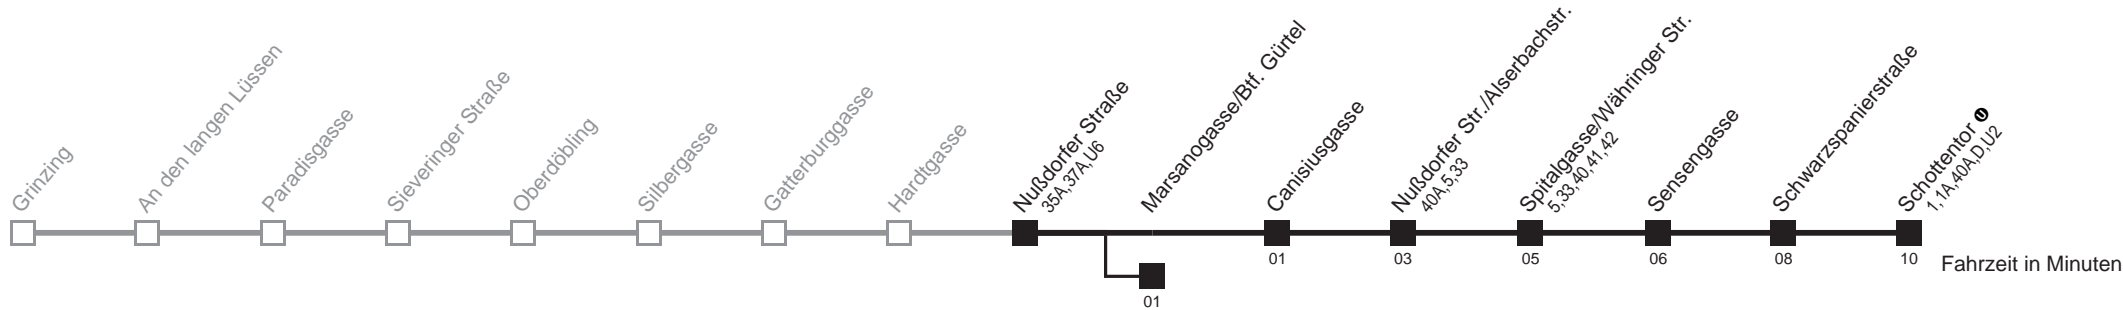 Grinzing
An den langen Lüssen
Paradisgasse
Sieveringer Straße
Oberdöbling
Silbergasse
Gatterburggasse
Hardtgasse
Nußdorfer Straße
35A,37A,U6
Marsanogasse/Btf. Gürtel
Canisiusgasse
Nußdorfer Str./Alserbachstr.
40A,5,33
Spitalgasse/Währinger Str.
5,33,40,41,42
Sensengasse
Schwarzspanierstraße
Schottentor U
1,1A,40A,D,U2
01 03 05 06 08 10 Fahrzeit in Minuten
01